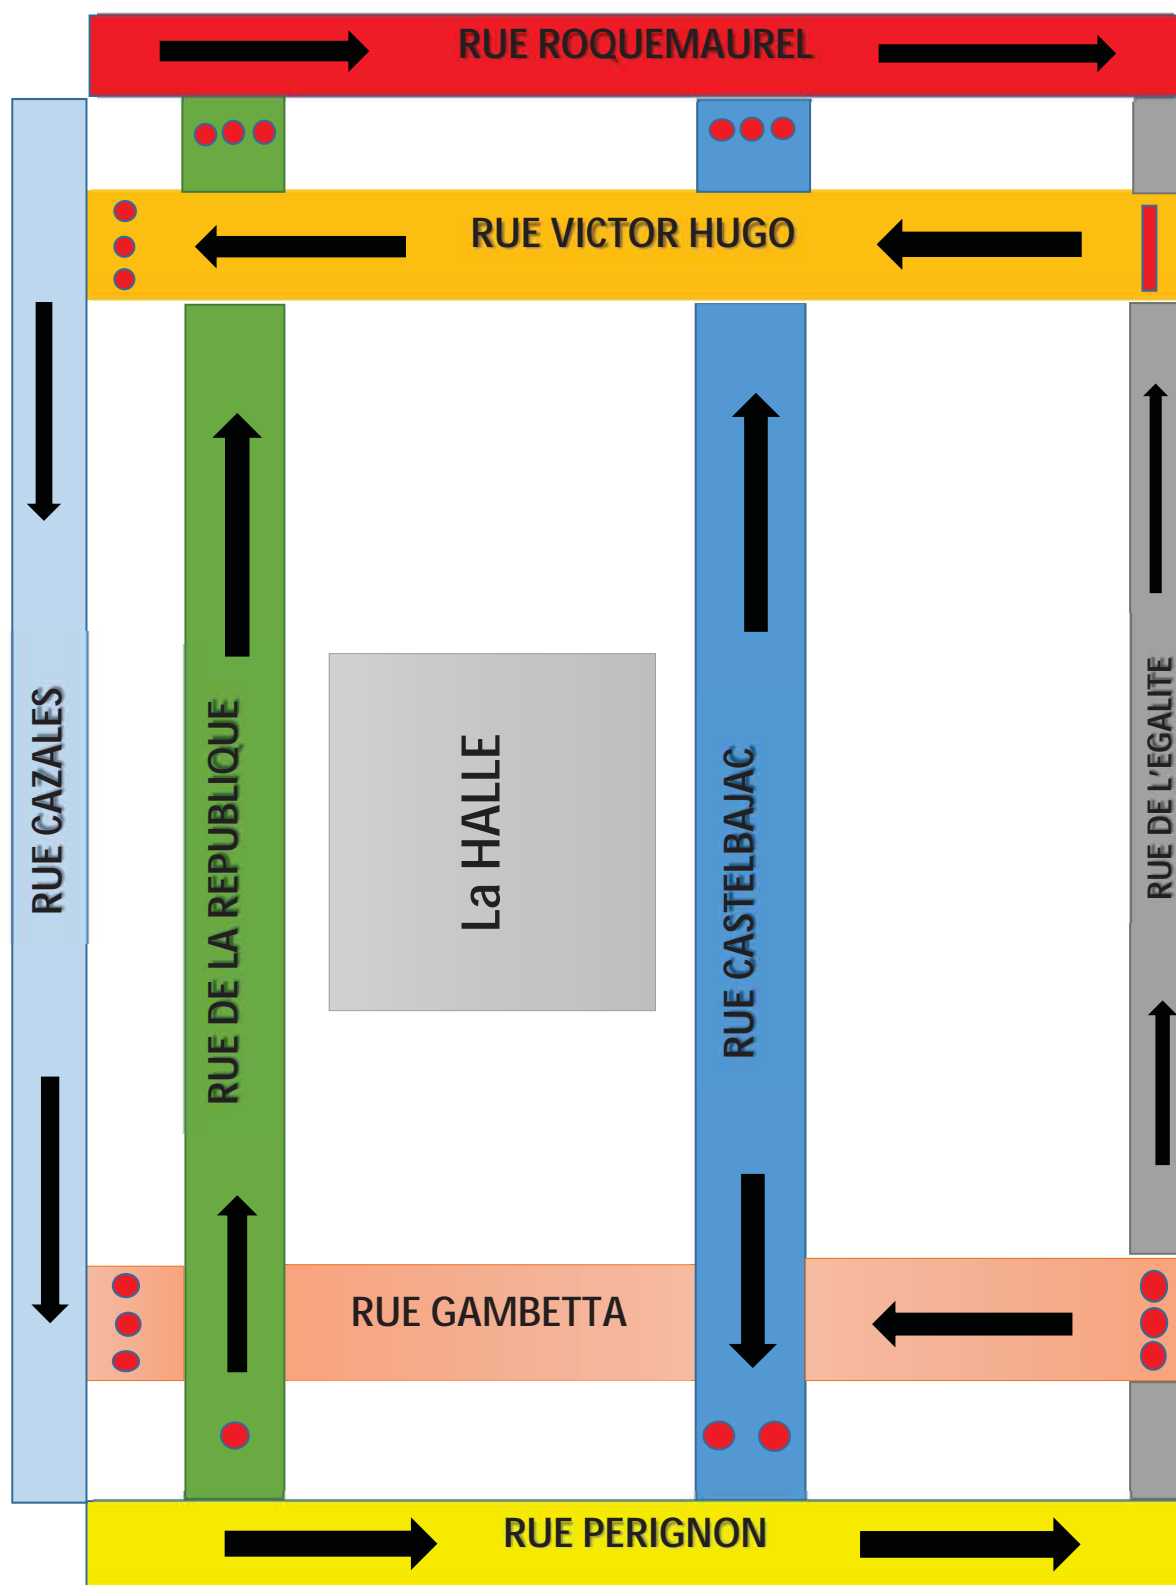 RUE ROQUEMAUREL
RUE VICTOR HUGO
RUE CAZALES
RUE DE LA REPUBLIQUE
La HALLE
RUE CASTELBAJAC
RUE DE L'EGALITE
RUE GAMBETTA
RUE PERIGNON